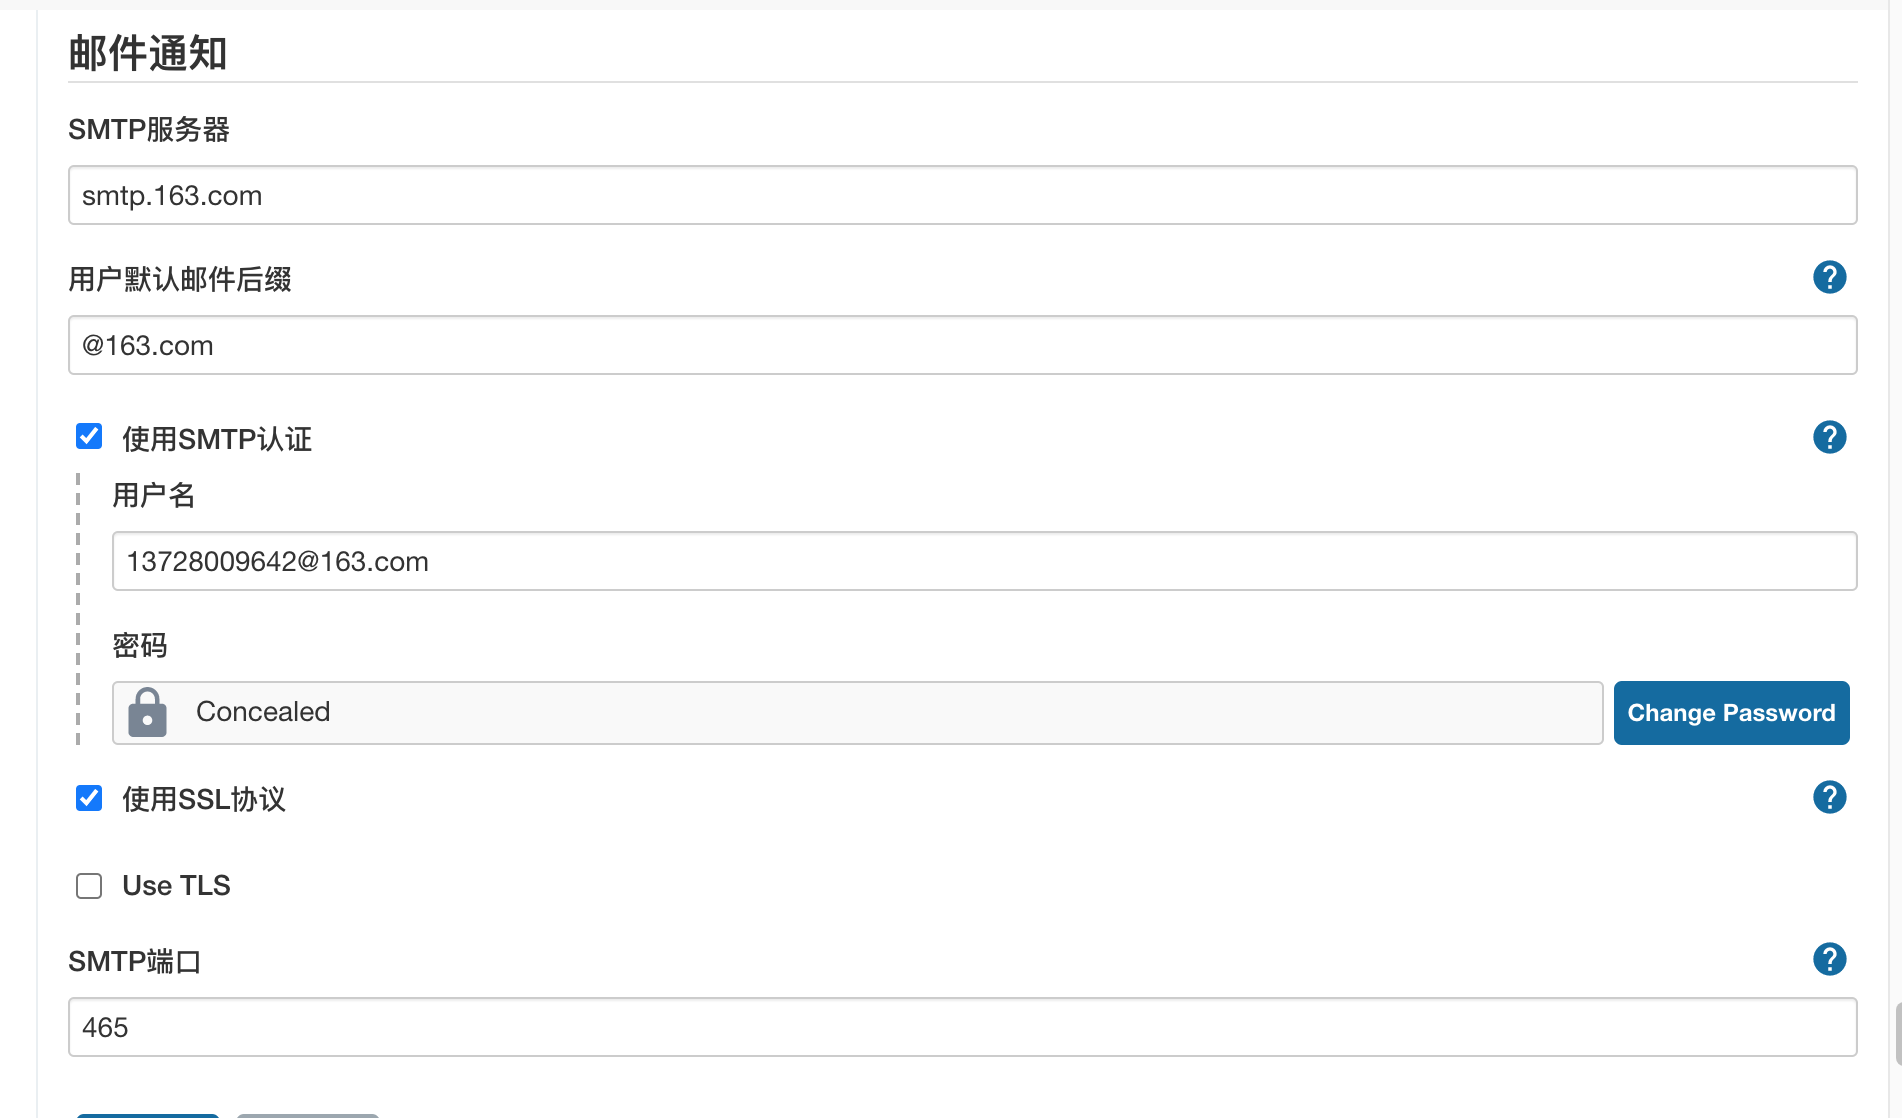 邮件通知
SMTP服务器
smtp.163.com
用户默认邮件后缀
?
@163.com
使用SMTP认证
?
用户名
13728009642@163.com
密码
Concealed
Change Password
使用SSL协议
?
Use TLS
SMTP端口
?
465